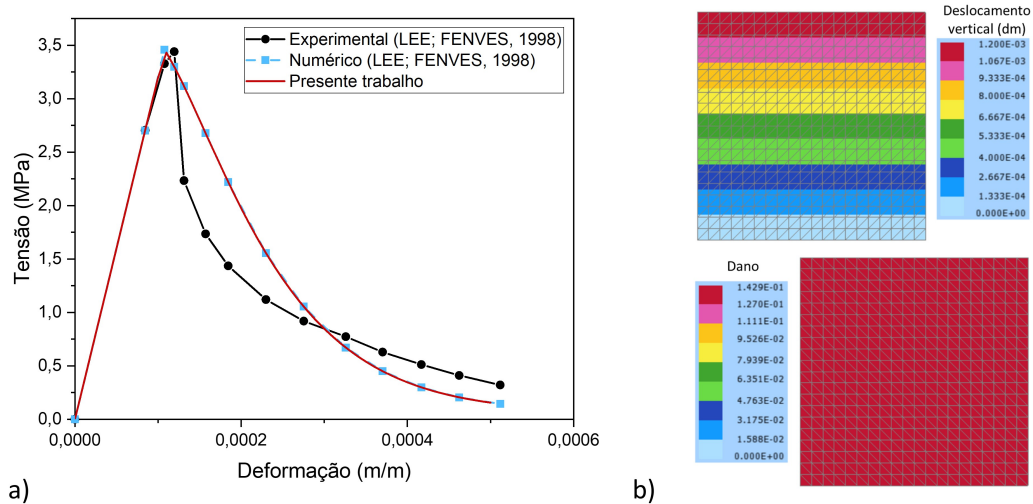 3,5
3,0
2,5
2,0
1,5
1,0
0,5
0,0
Tensão (MPa)
0,0000
0,0002
0,0004
0,0006
Deformação (m/m)
Experimental (LEE; FENVES, 1998)
Numérico (LEE; FENVES, 1998)
Presente trabalho
a)
Deslocamento
vertical (dm)
1.200E-03
1.067E-03
9.333E-04
8.000E-04
6.667E-04
5.333E-04
4.000E-04
2.667E-04
1.333E-04
0.000E+00
Dano
1.429E-01
1.270E-01
1.111E-01
9.526E-02
7.939E-02
6.351E-02
4.763E-02
3.175E-02
1.588E-02
0.000E+00
b)